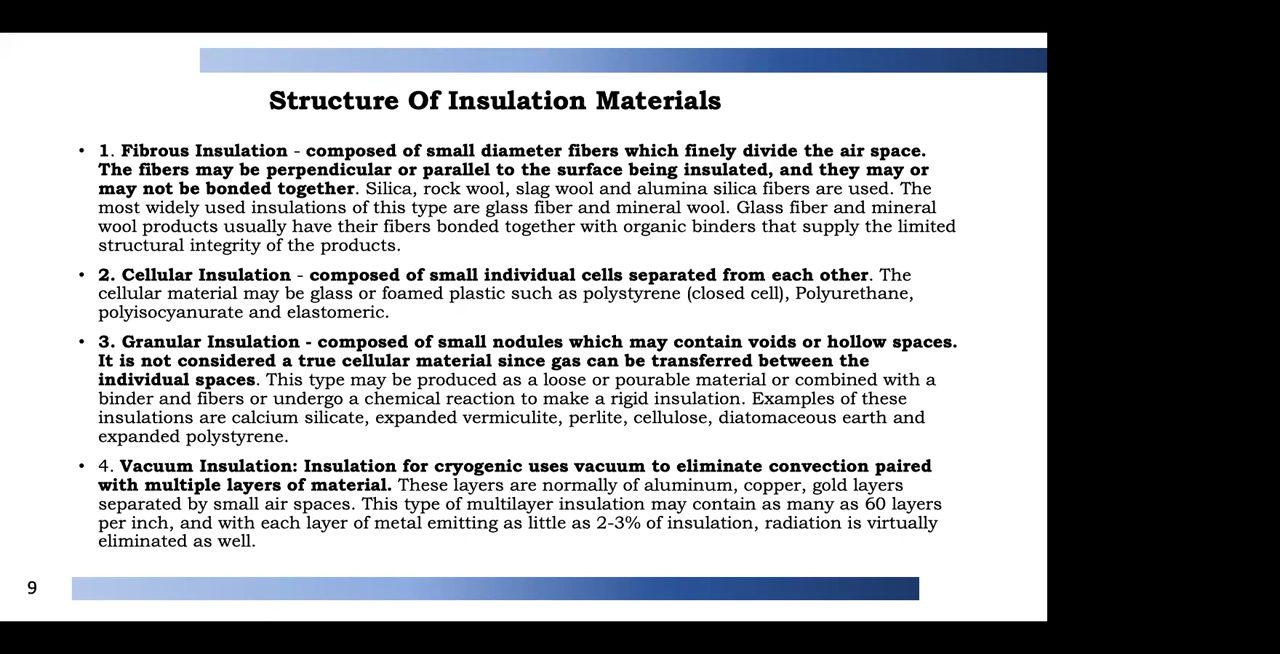 Structure Of Insulation Materials
• 1. Fibrous Insulation - composed of small diameter fibers which finely divide the air space.
The fibers may be perpendicular or parallel to the surface being insulated, and they may or
may not be bonded together. Silica, rock wool, slag wool and alumina silica fibers are used. The
most widely used insulations of this type are glass fiber and mineral wool. Glass fiber and mineral
wool products usually have their fibers bonded together with organic binders that supply the limited
structural integrity of the products.
• 2. Cellular Insulation - composed of small individual cells separated from each other. The
cellular material may be glass or foamed plastic such as polystyrene (closed cell), Polyurethane,
polyisocyanurate and elastomeric.
• 3. Granular Insulation - composed of small nodules which may contain voids or hollow spaces.
It is not considered a true cellular material since gas can be transferred between the
individual spaces. This type may be produced as a loose or pourable material or combined with a
binder and fibers or undergo a chemical reaction to make a rigid insulation. Examples of these
insulations are calcium silicate, expanded vermiculite, perlite, cellulose, diatomaceous earth and
expanded polystyrene.
• 4. Vacuum Insulation: Insulation for cryogenic uses vacuum to eliminate convection paired
with multiple layers of material. These layers are normally of aluminum, copper, gold layers
separated by small air spaces. This type of multilayer insulation may contain as many as 60 layers
per inch, and with each layer of metal emitting as little as 2-3% of insulation, radiation is virtually
eliminated as well.
9